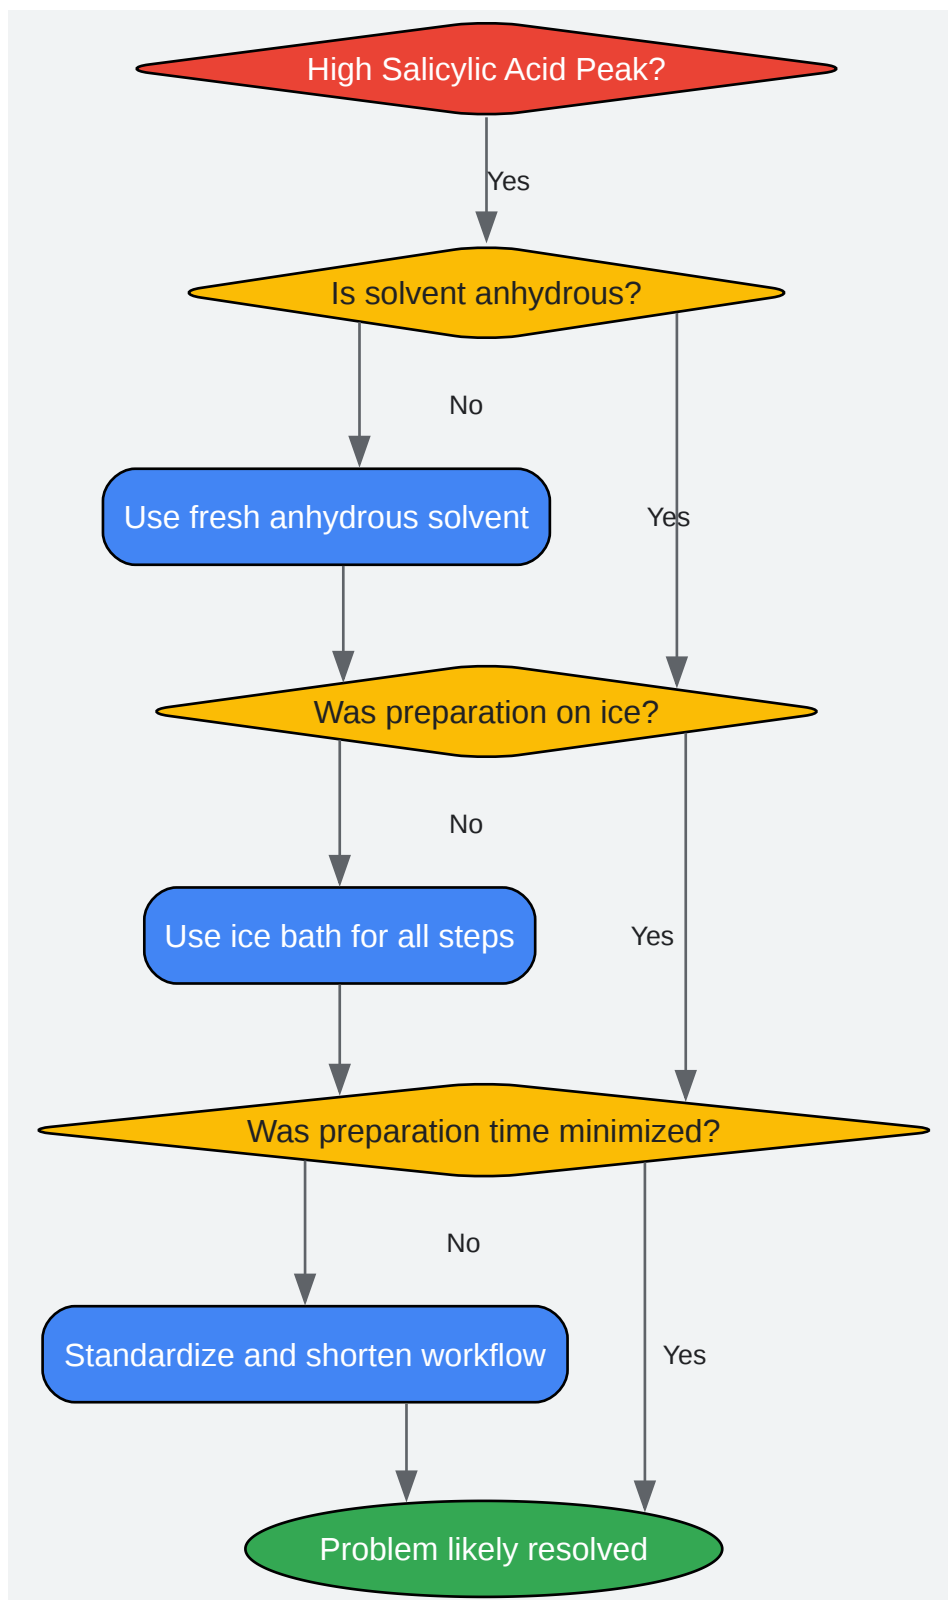 High Salicylic Acid Peak?
Yes
Is solvent anhydrous?
No
Use fresh anhydrous solvent
Yes
Was preparation on ice?
No
Use ice bath for all steps
Yes
Was preparation time minimized?
No
Standardize and shorten workflow
Yes
Problem likely resolved